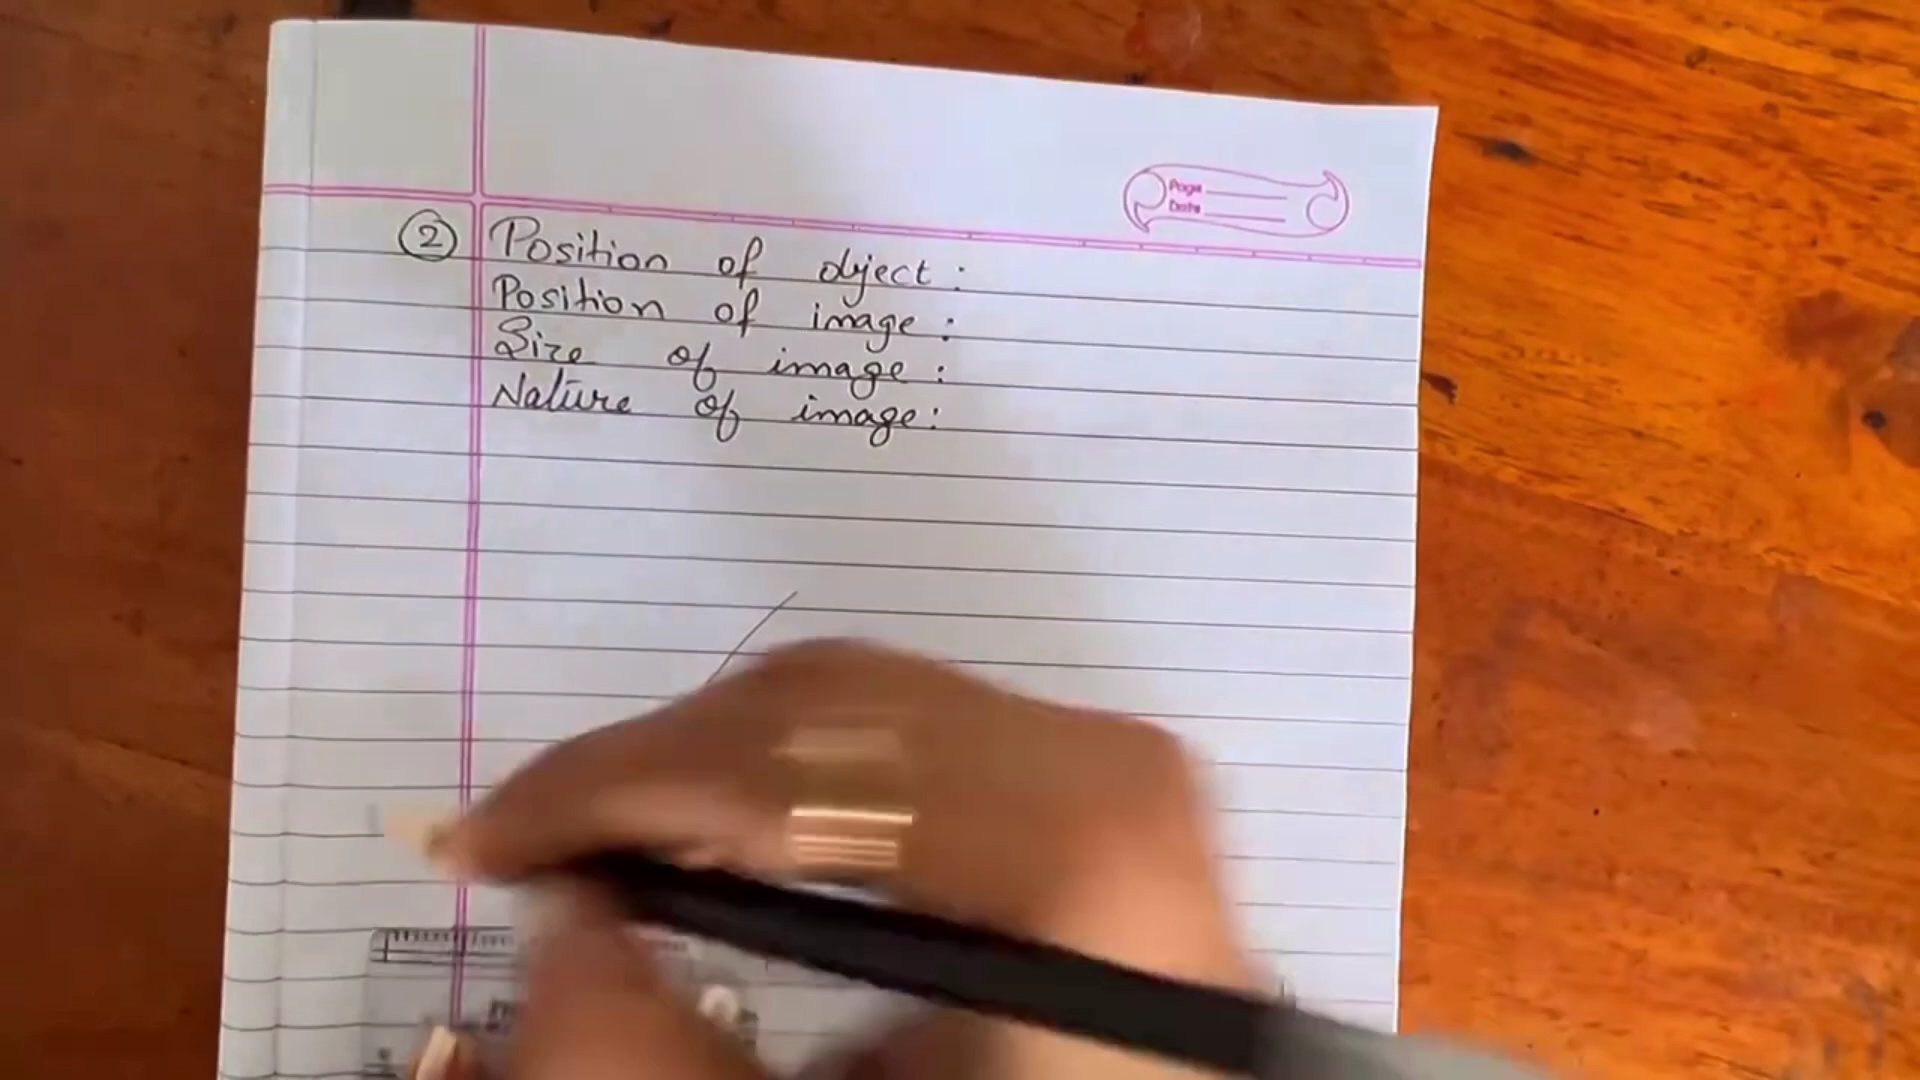 Page
Date
② Position of object:
Position of image:
Size of image:
Nature of image: